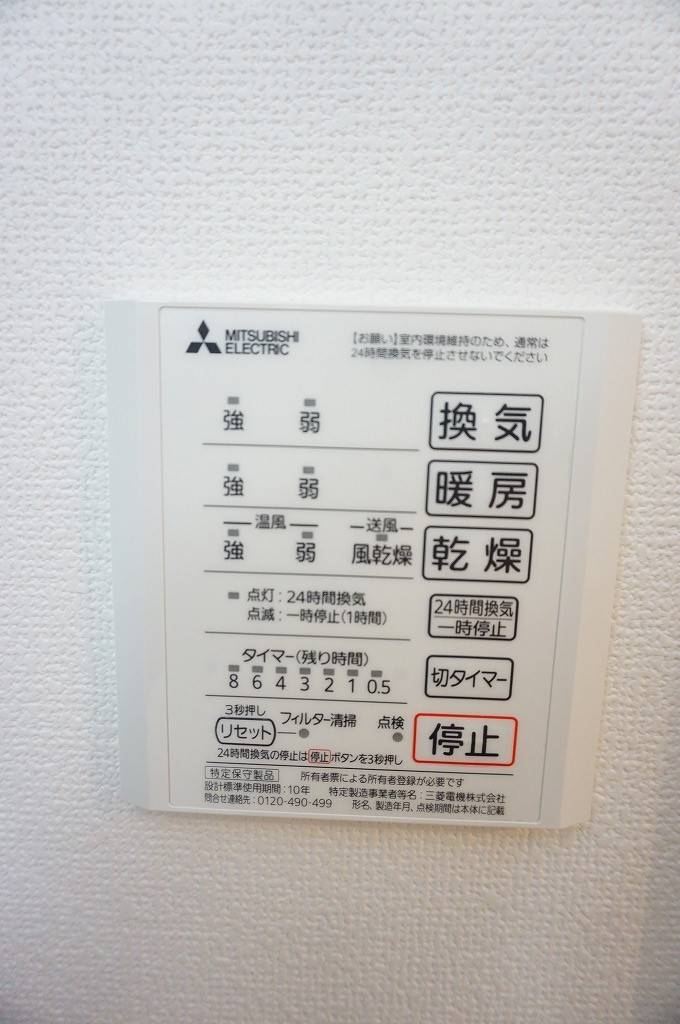 MITSUBISHI
ELECTRIC
【お願い】室内環境維持のため、通常は
24時間換気を停止させないでください
強 弱 換気
強 弱 暖房
温風 送風
強 弱 風乾燥 乾燥
点灯：24時間換気
点滅：一時停止(1時間)
24時間換気
一時停止
タイマー(残り時間)
8 6 4 3 2 1 0.5
切タイマー
3秒押し
リセット フィルター清掃 点検
停止
24時間換気の停止は停止ボタンを3秒押し
特定保守製品 所有者票による所有者登録が必要です
設計標準使用期間：10年 特定製造事業者等名：三菱電機株式会社
問合せ連絡先：0120-490-499 形名、製造年月、点検期間は本体に記載